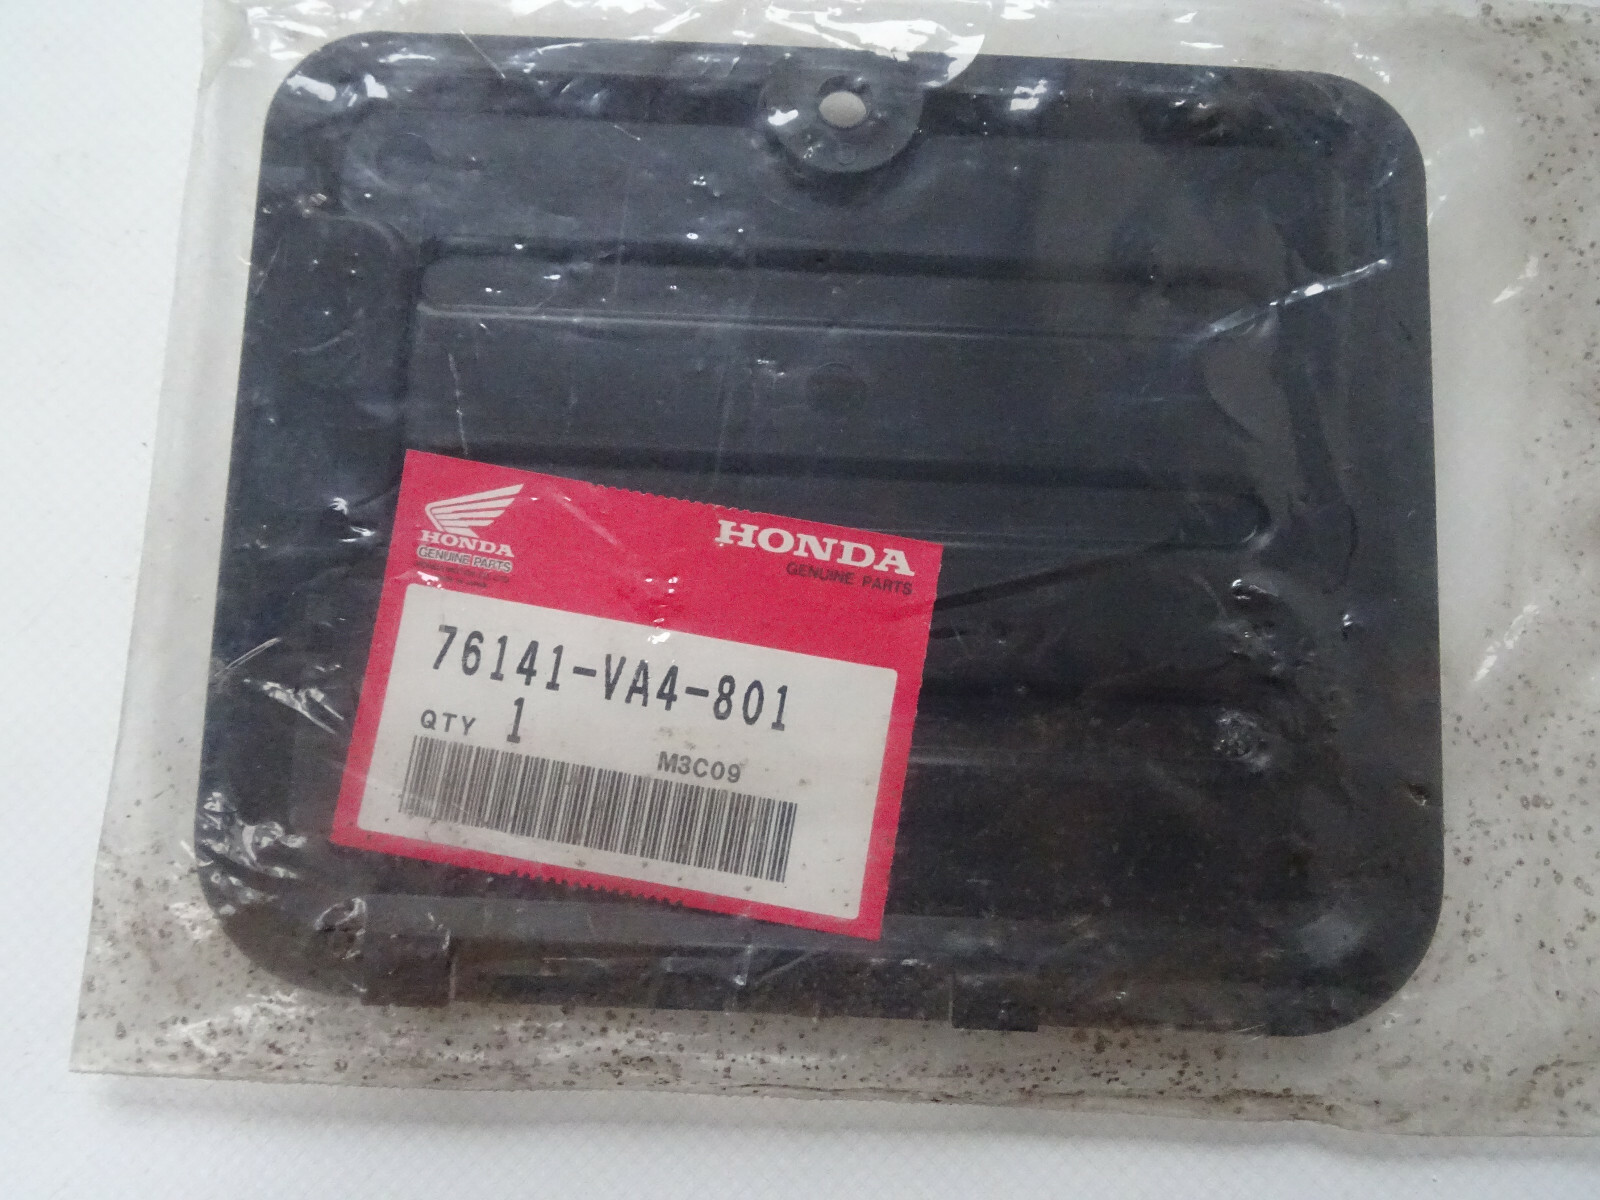 HONDA
GENUINE PARTS
HONDA
GENUINE PARTS
76141-VA4-801
QTY 1
M3C09